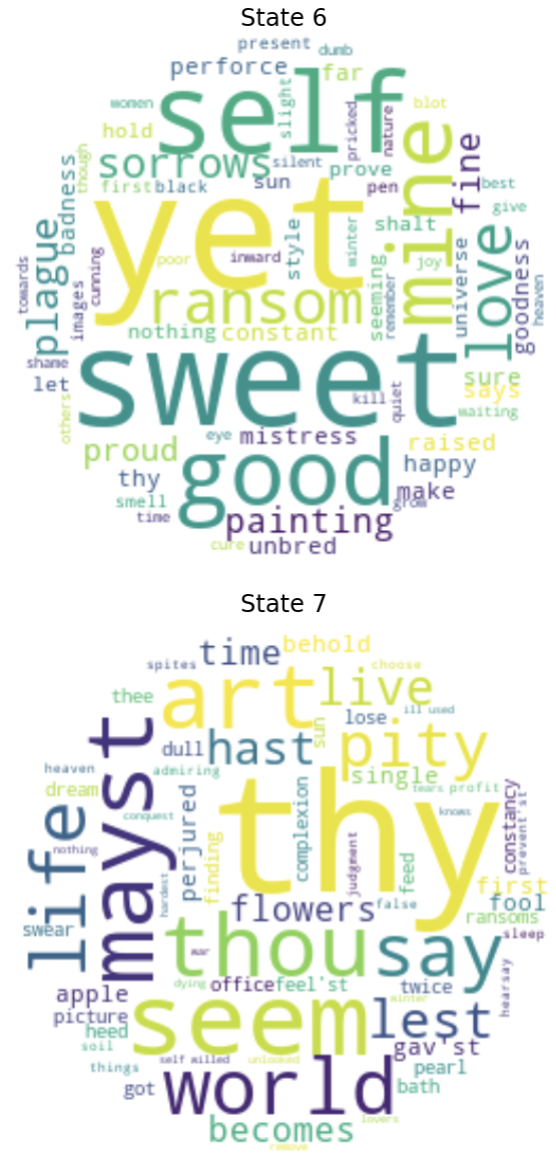 State 6
present dumb
perforce far
self
women slight
hold pricked nature blot
sorrows silent prove mine fine
though first black sun pen best
badness shalt give
yet
style winter
poor inward joy
towards cunning universe love goodness heaven
plague images ransom seeming remember
nothing constant
shame sweet sure
let kill quiet says
others waiting
eye mistress raised
proud good happy
thy make
smell grow
time painting
cure unbred
State 7
time behold
spites choose
thee art live
lose ill used
dull hast sun pity
heaven admiring single
dream tears profit
mayst thy constancy prevent'st
conquest perjured complexion knows
life finding judgment feed first
nothing hardest flowers false fool
swear thou ransoms
war say sleep
dying office feel'st twice hearsay
apple seem winter
picture lest
heed gav'st
soil self willed unlooked
things pearl
got world bath
becomes lovers
remove